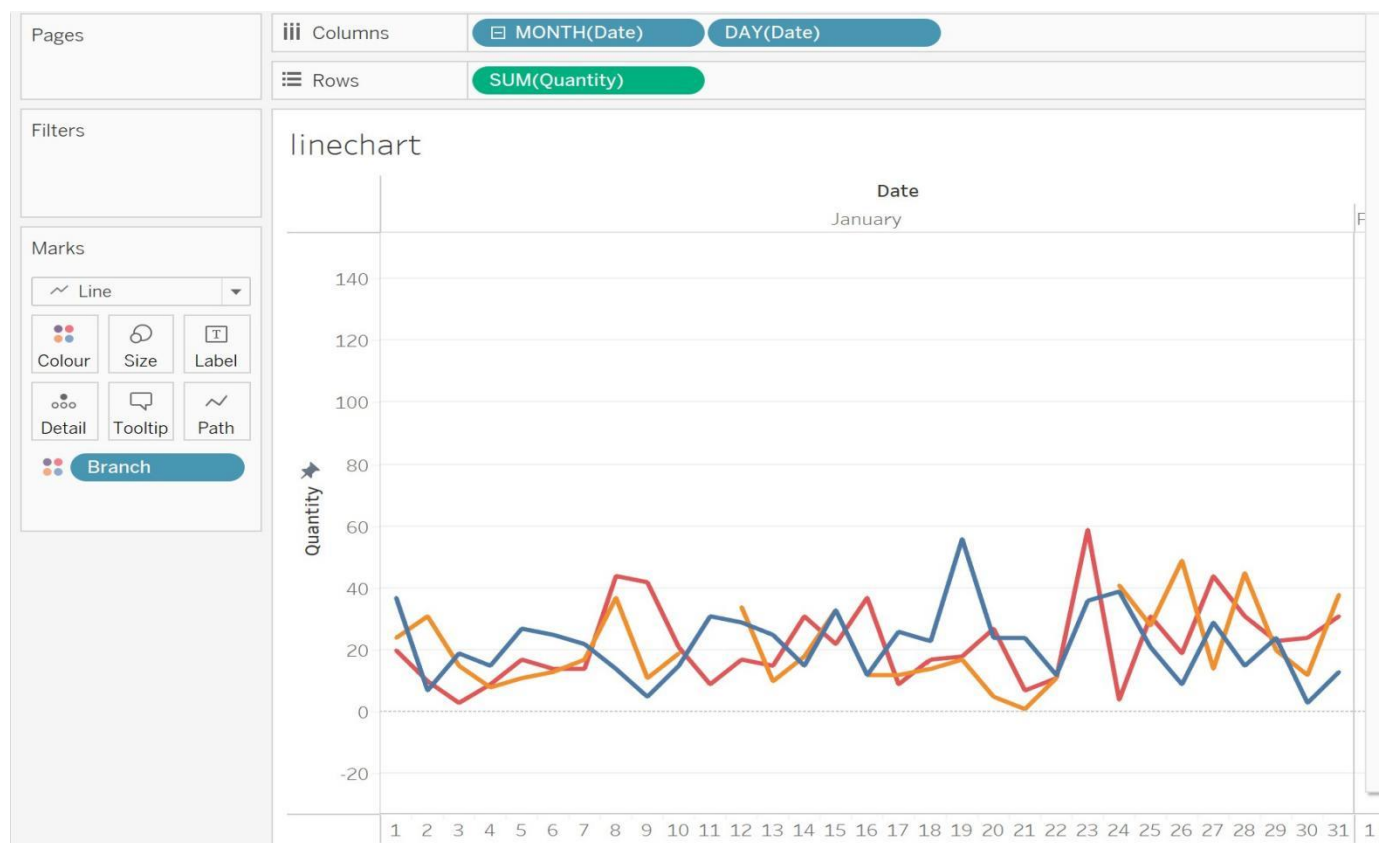 Pages
iii Columns
MONTH(Date) DAY(Date)
Rows
SUM(Quantity)
Filters
Marks
Line
Colour Size Label
Detail Tooltip Path
Branch
linechart
Date
January
F
Quantity
140
120
100
80
60
40
20
0
-20
1 2 3 4 5 6 7 8 9 10 11 12 13 14 15 16 17 18 19 20 21 22 23 24 25 26 27 28 29 30 31 1